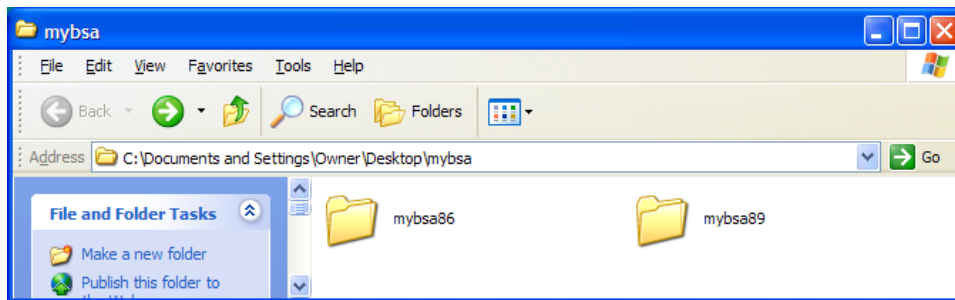 mybsa
File Edit View Favorites Tools Help
Back Search Folders
Address C:\Documents and Settings\Owner\Desktop\mybsa Go
File and Folder Tasks
Make a new folder
Publish this folder to
mybsa86 mybsa89